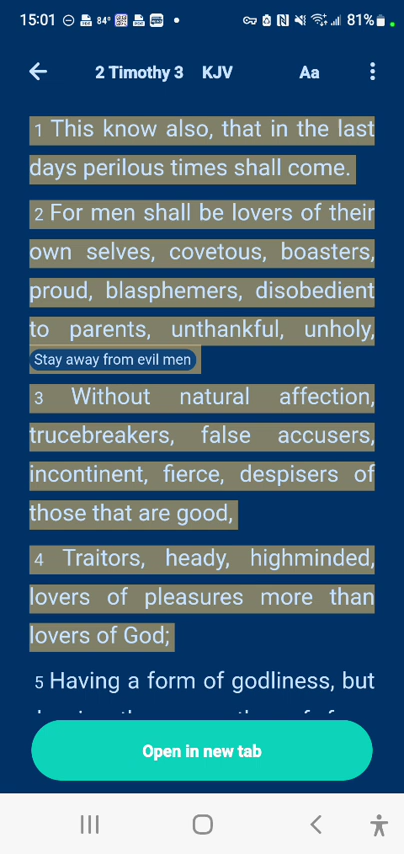 15:01 84° 81%
2 Timothy 3 KJV Aa
1 This know also, that in the last
days perilous times shall come.
2 For men shall be lovers of their
own selves, covetous, boasters,
proud, blasphemers, disobedient
to parents, unthankful, unholy,
Stay away from evil men
3 Without natural affection,
trucebreakers, false accusers,
incontinent, fierce, despisers of
those that are good,
4 Traitors, heady, highminded,
lovers of pleasures more than
lovers of God;
5 Having a form of godliness, but
Open in new tab